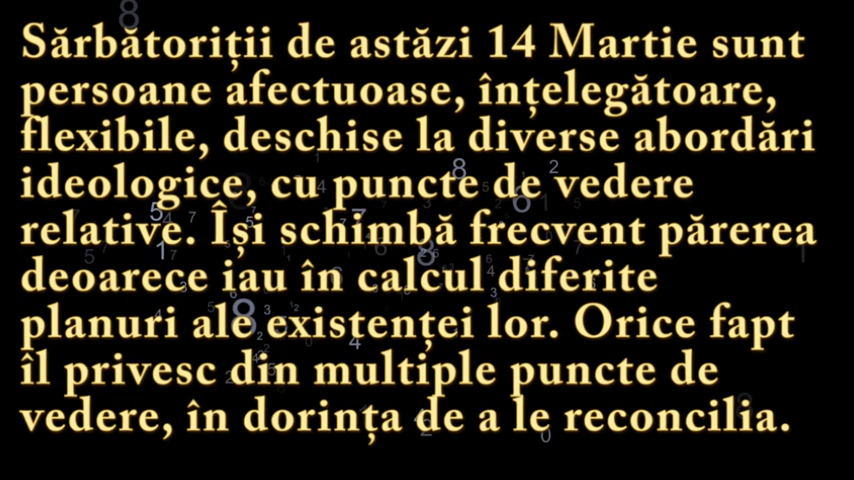 Sărbătoriții de astăzi 14 Martie sunt
persoane afectuoase, înțelegătoare,
flexibile, deschise la diverse abordări
ideologice, cu puncte de vedere
relative. Își schimbă frecvent părerea
deoarece iau în calcul diferite
planuri ale existenței lor. Orice fapt
îl privesc din multiple puncte de
vedere, în dorința de a le reconcilia.